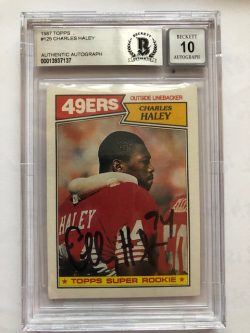 1987 TOPPS
#125 CHARLES HALEY
AUTHENTIC AUTOGRAPH
00013937137
BECKETT
10
AUTOGRAPH
49ERS
OUTSIDE LINEBACKER
CHARLES
HALEY
HALEY
TOPPS SUPER ROOKIE